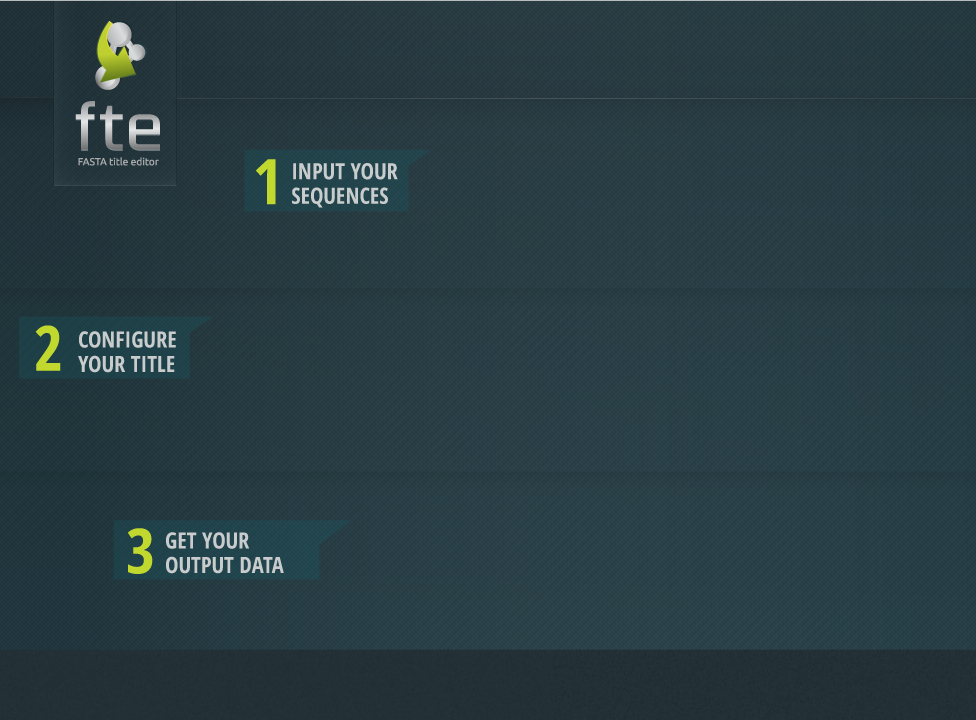 fte
FASTA title editor
1 INPUT YOUR
SEQUENCES
2 CONFIGURE
YOUR TITLE
3 GET YOUR
OUTPUT DATA